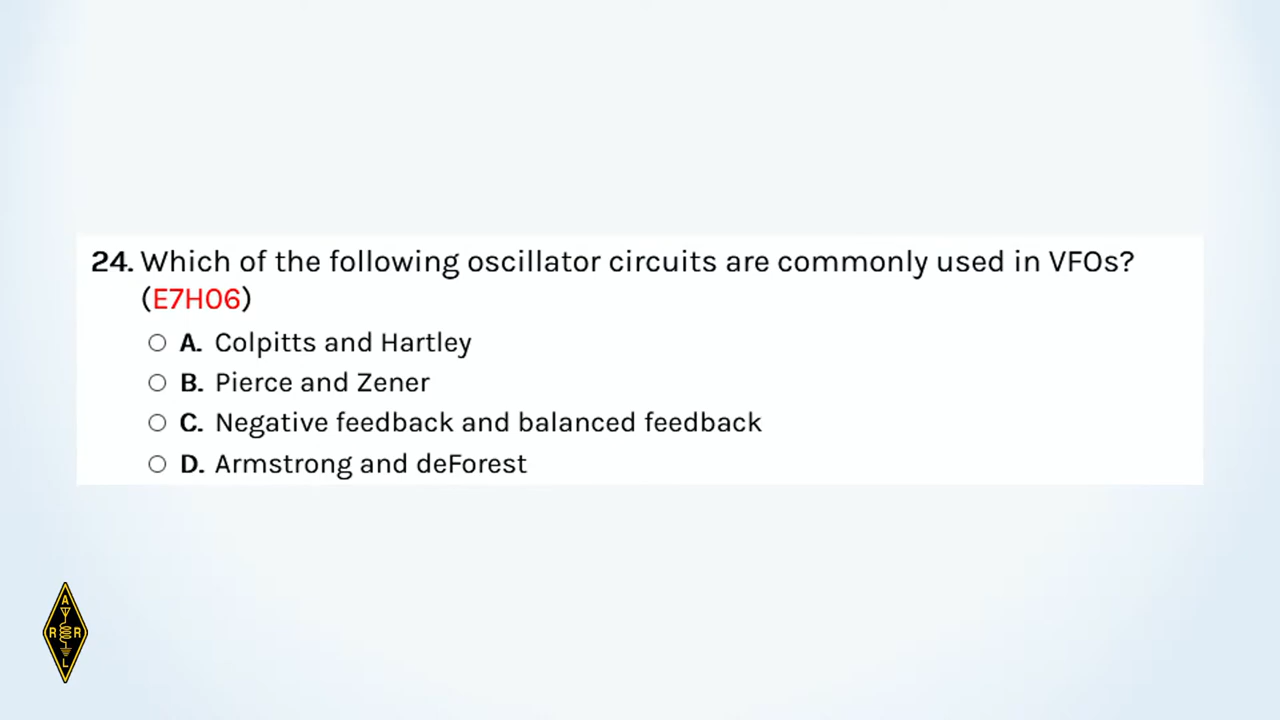 24. Which of the following oscillator circuits are commonly used in VFOs?
(E7H06)
A. Colpitts and Hartley
B. Pierce and Zener
C. Negative feedback and balanced feedback
D. Armstrong and deForest
A
R R
L